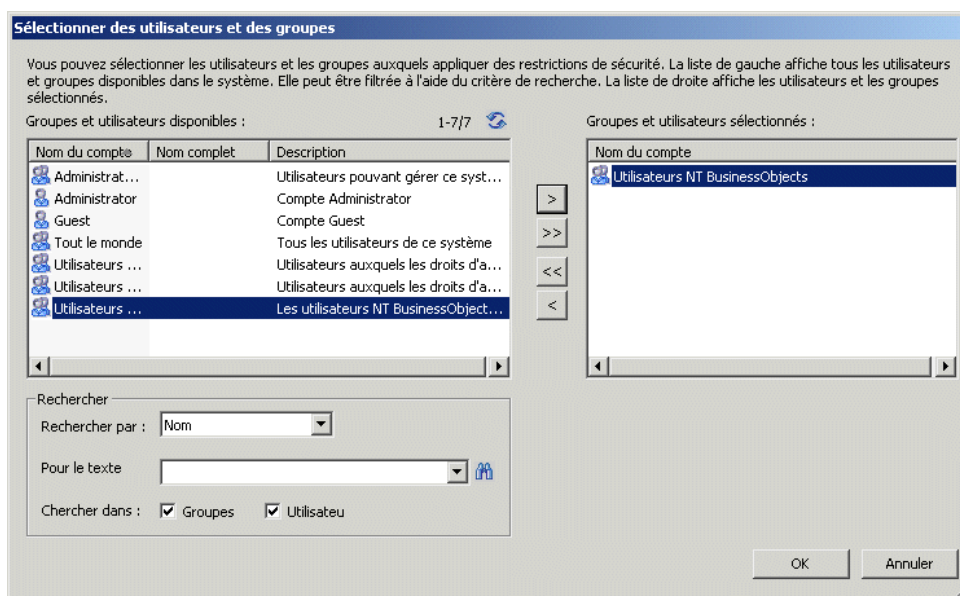 Sélectionner des utilisateurs et des groupes
Vous pouvez sélectionner les utilisateurs et les groupes auxquels appliquer des restrictions de sécurité. La liste de gauche affiche tous les utilisateurs
et groupes disponibles dans le système. Elle peut être filtrée à l'aide du critère de recherche. La liste de droite affiche les utilisateurs et les groupes
sélectionnés.
Groupes et utilisateurs disponibles : 1-7/7
Nom du compte Nom complet Description
Administrat... Utilisateurs pouvant gérer ce syst...
Administrator Compte Administrator
Guest Compte Guest
Tout le monde Tous les utilisateurs de ce système
Utilisateurs ... Utilisateurs auxquels les droits d'a...
Utilisateurs ... Utilisateurs auxquels les droits d'a...
Utilisateurs ... Les utilisateurs NT BusinessObject...
>
>>
<<
<
Groupes et utilisateurs sélectionnés :
Nom du compte
Utilisateurs NT BusinessObjects
Rechercher
Rechercher par : Nom
Pour le texte
Chercher dans : Groupes Utilisateu
OK Annuler